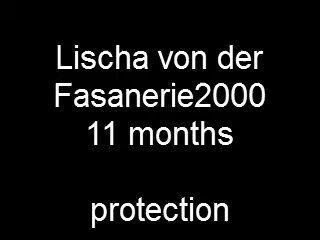 Lischa von der
Fasanerie2000
11 months
protection